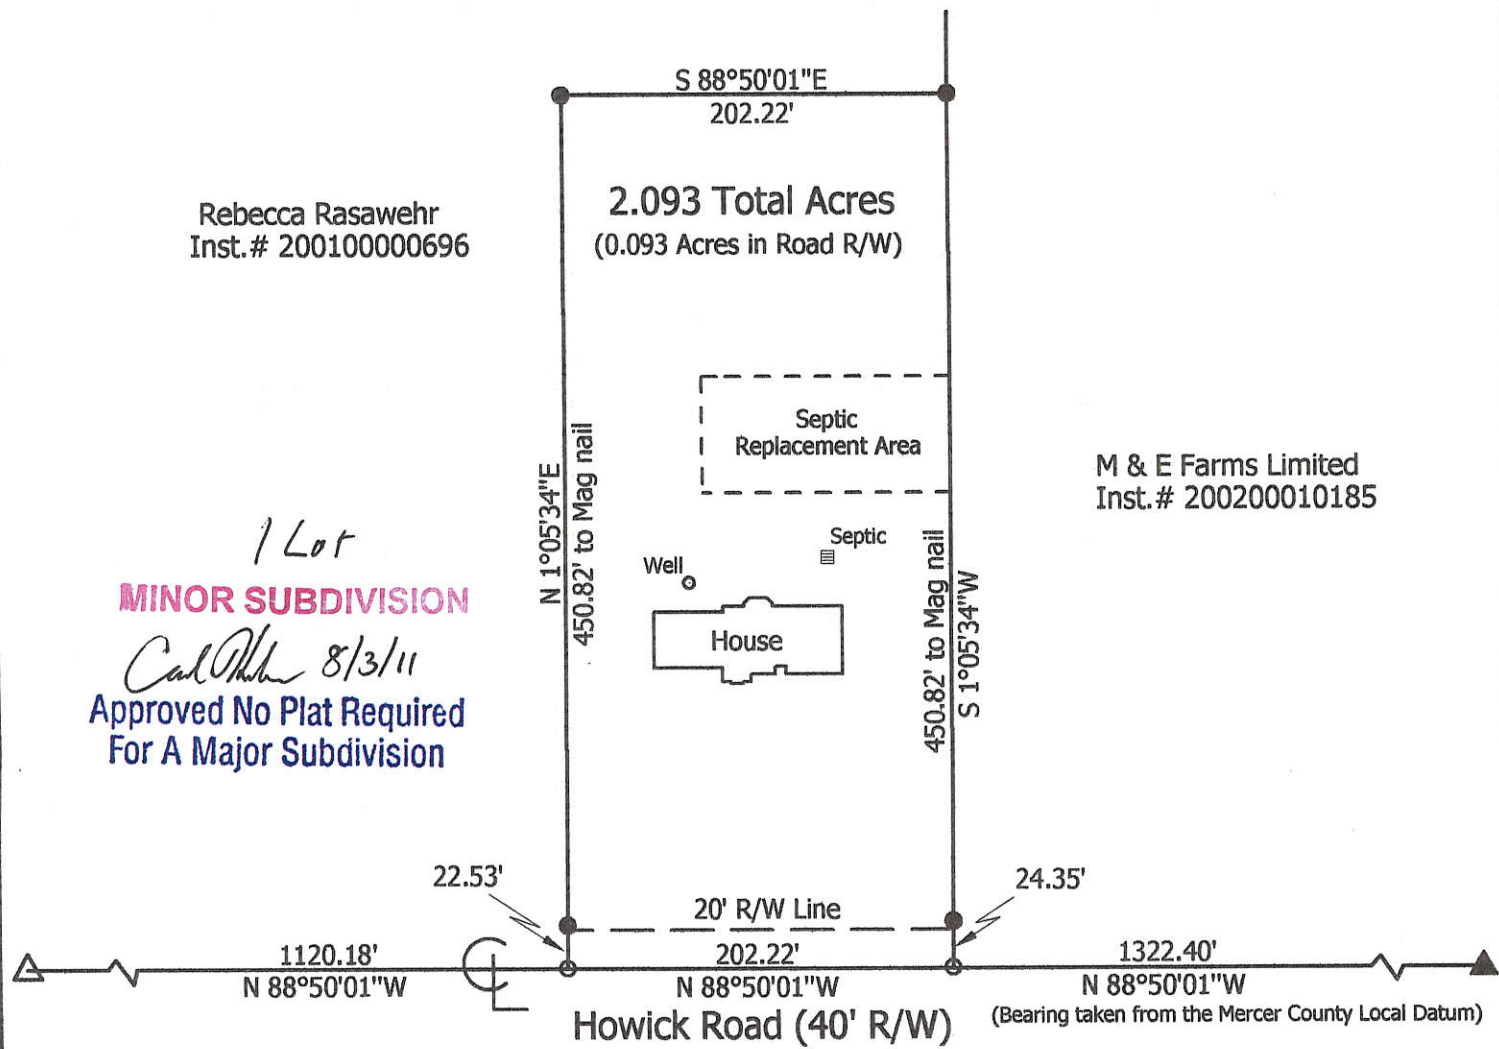 S 88°50'01"E
202.22'
2.093 Total Acres
(0.093 Acres in Road R/W)
Rebecca Rasawehr
Inst.# 200100000696
Septic
Replacement Area
M & E Farms Limited
Inst.# 200200010185
N 1°05'34"E
450.82' to Mag nail
450.82' to Mag nail
S 1°05'34"W
Septic
Well
House
1 Lot
MINOR SUBDIVISION
8/3/11
Approved No Plat Required
For A Major Subdivision
22.53'
24.35'
20' R/W Line
1120.18'
N 88°50'01"W
CL
202.22'
N 88°50'01"W
1322.40'
N 88°50'01"W
Howick Road (40' R/W)
(Bearing taken from the Mercer County Local Datum)